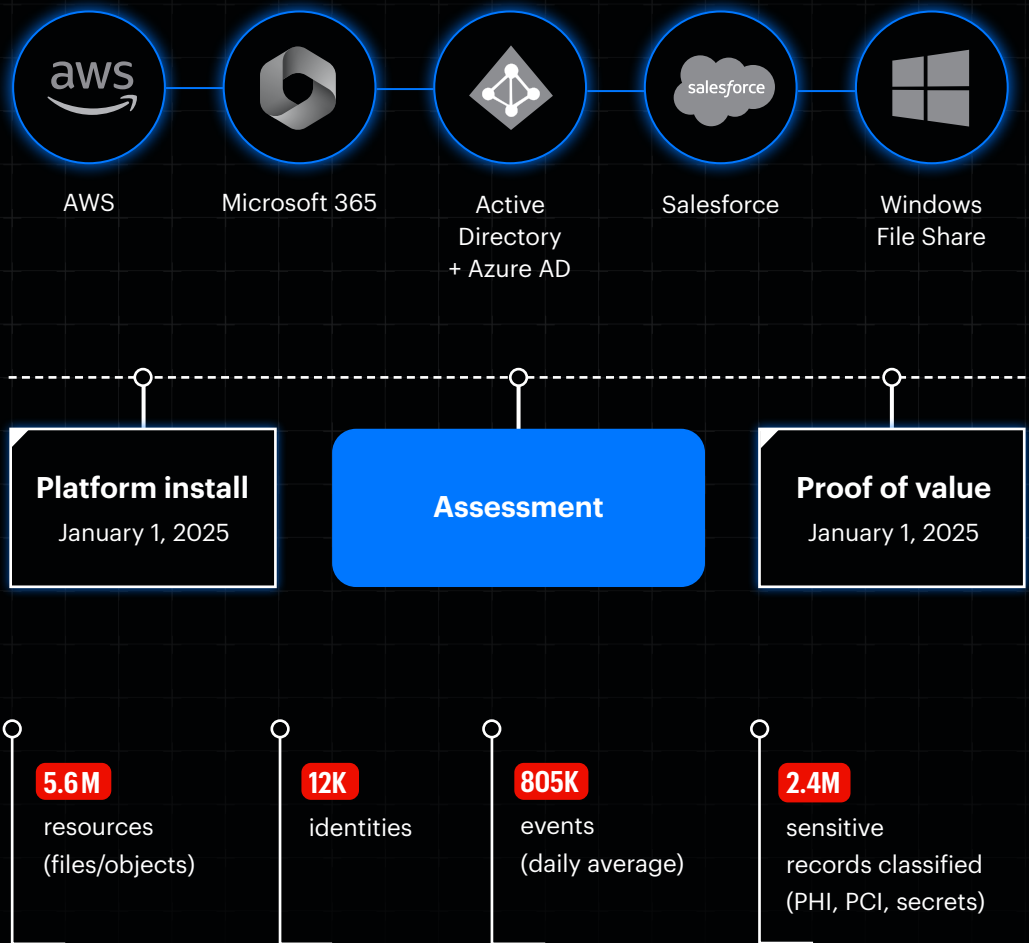 aws
salesforce
AWS
Microsoft 365
Active
Directory
+ Azure AD
Salesforce
Windows
File Share
Platform install
January 1, 2025
Assessment
Proof of value
January 1, 2025
5.6M
resources
(files/objects)
12K
identities
805K
events
(daily average)
2.4M
sensitive
records classified
(PHI, PCI, secrets)